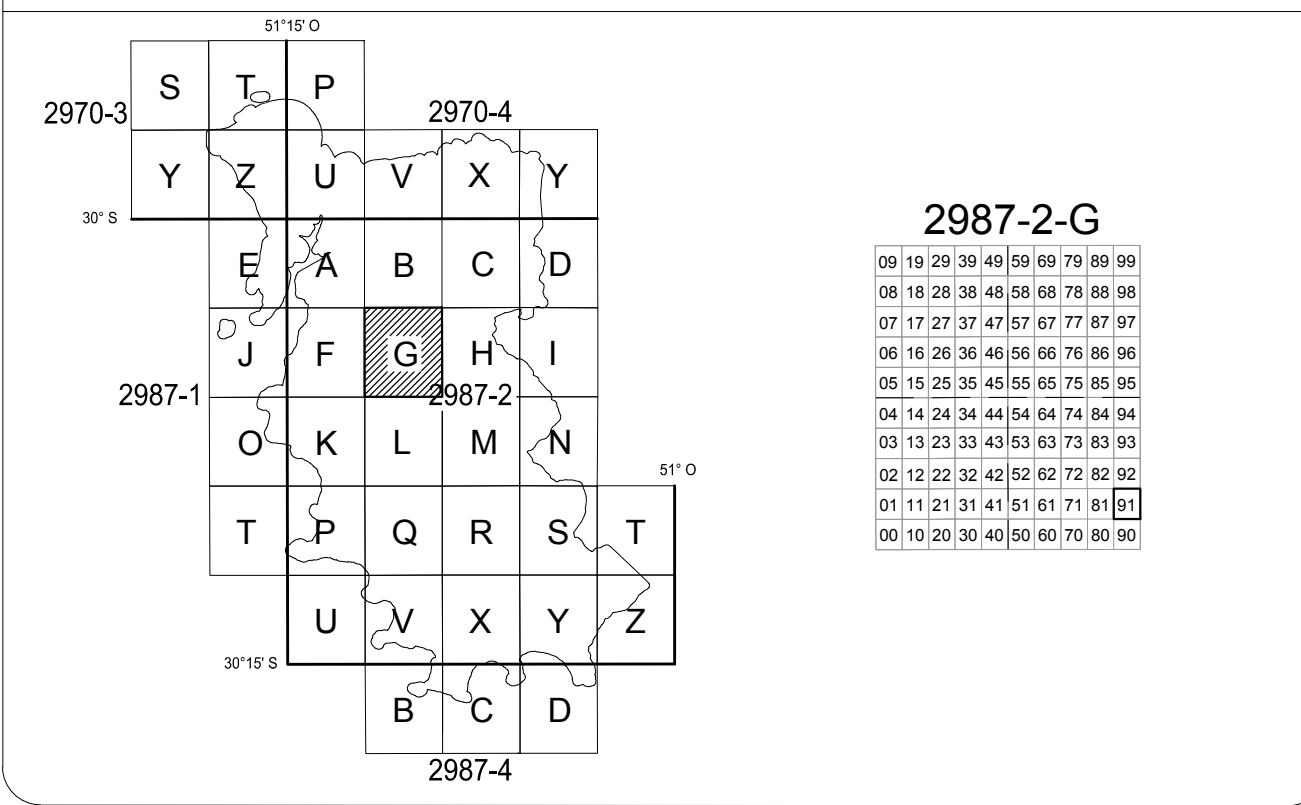 51°15' O
S T P
2970-3 2970-4
Y Z U V X Y
30° S
E A B C D
J F G H I
2987-1 2987-2
O K L M N
51° O
T P Q R S T
U V X Y Z
30°15' S
B C D
2987-4
2987-2-G
09 19 29 39 49 59 69 79 89 99
08 18 28 38 48 58 68 78 88 98
07 17 27 37 47 57 67 77 87 97
06 16 26 36 46 56 66 76 86 96
05 15 25 35 45 55 65 75 85 95
04 14 24 34 44 54 64 74 84 94
03 13 23 33 43 53 63 73 83 93
02 12 22 32 42 52 62 72 82 92
01 11 21 31 41 51 61 71 81 91
00 10 20 30 40 50 60 70 80 90